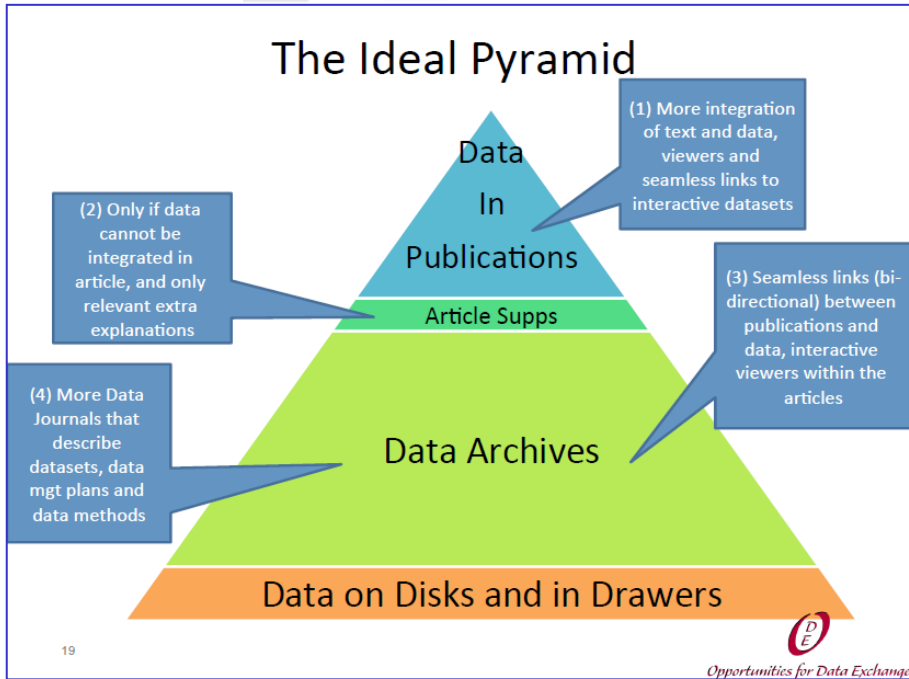 The Ideal Pyramid
Data
In
Publications
(1) More integration
of text and data,
viewers and
seamless links to
interactive datasets
(2) Only if data
cannot be
integrated in
article, and only
relevant extra
explanations
Article Supps
(3) Seamless links (bi-
directional) between
publications and
data, interactive
viewers within the
articles
(4) More Data
Journals that
describe
datasets, data
mgt plans and
data methods
Data Archives
Data on Disks and in Drawers
19
O
D
E
Opportunities for Data Exchange